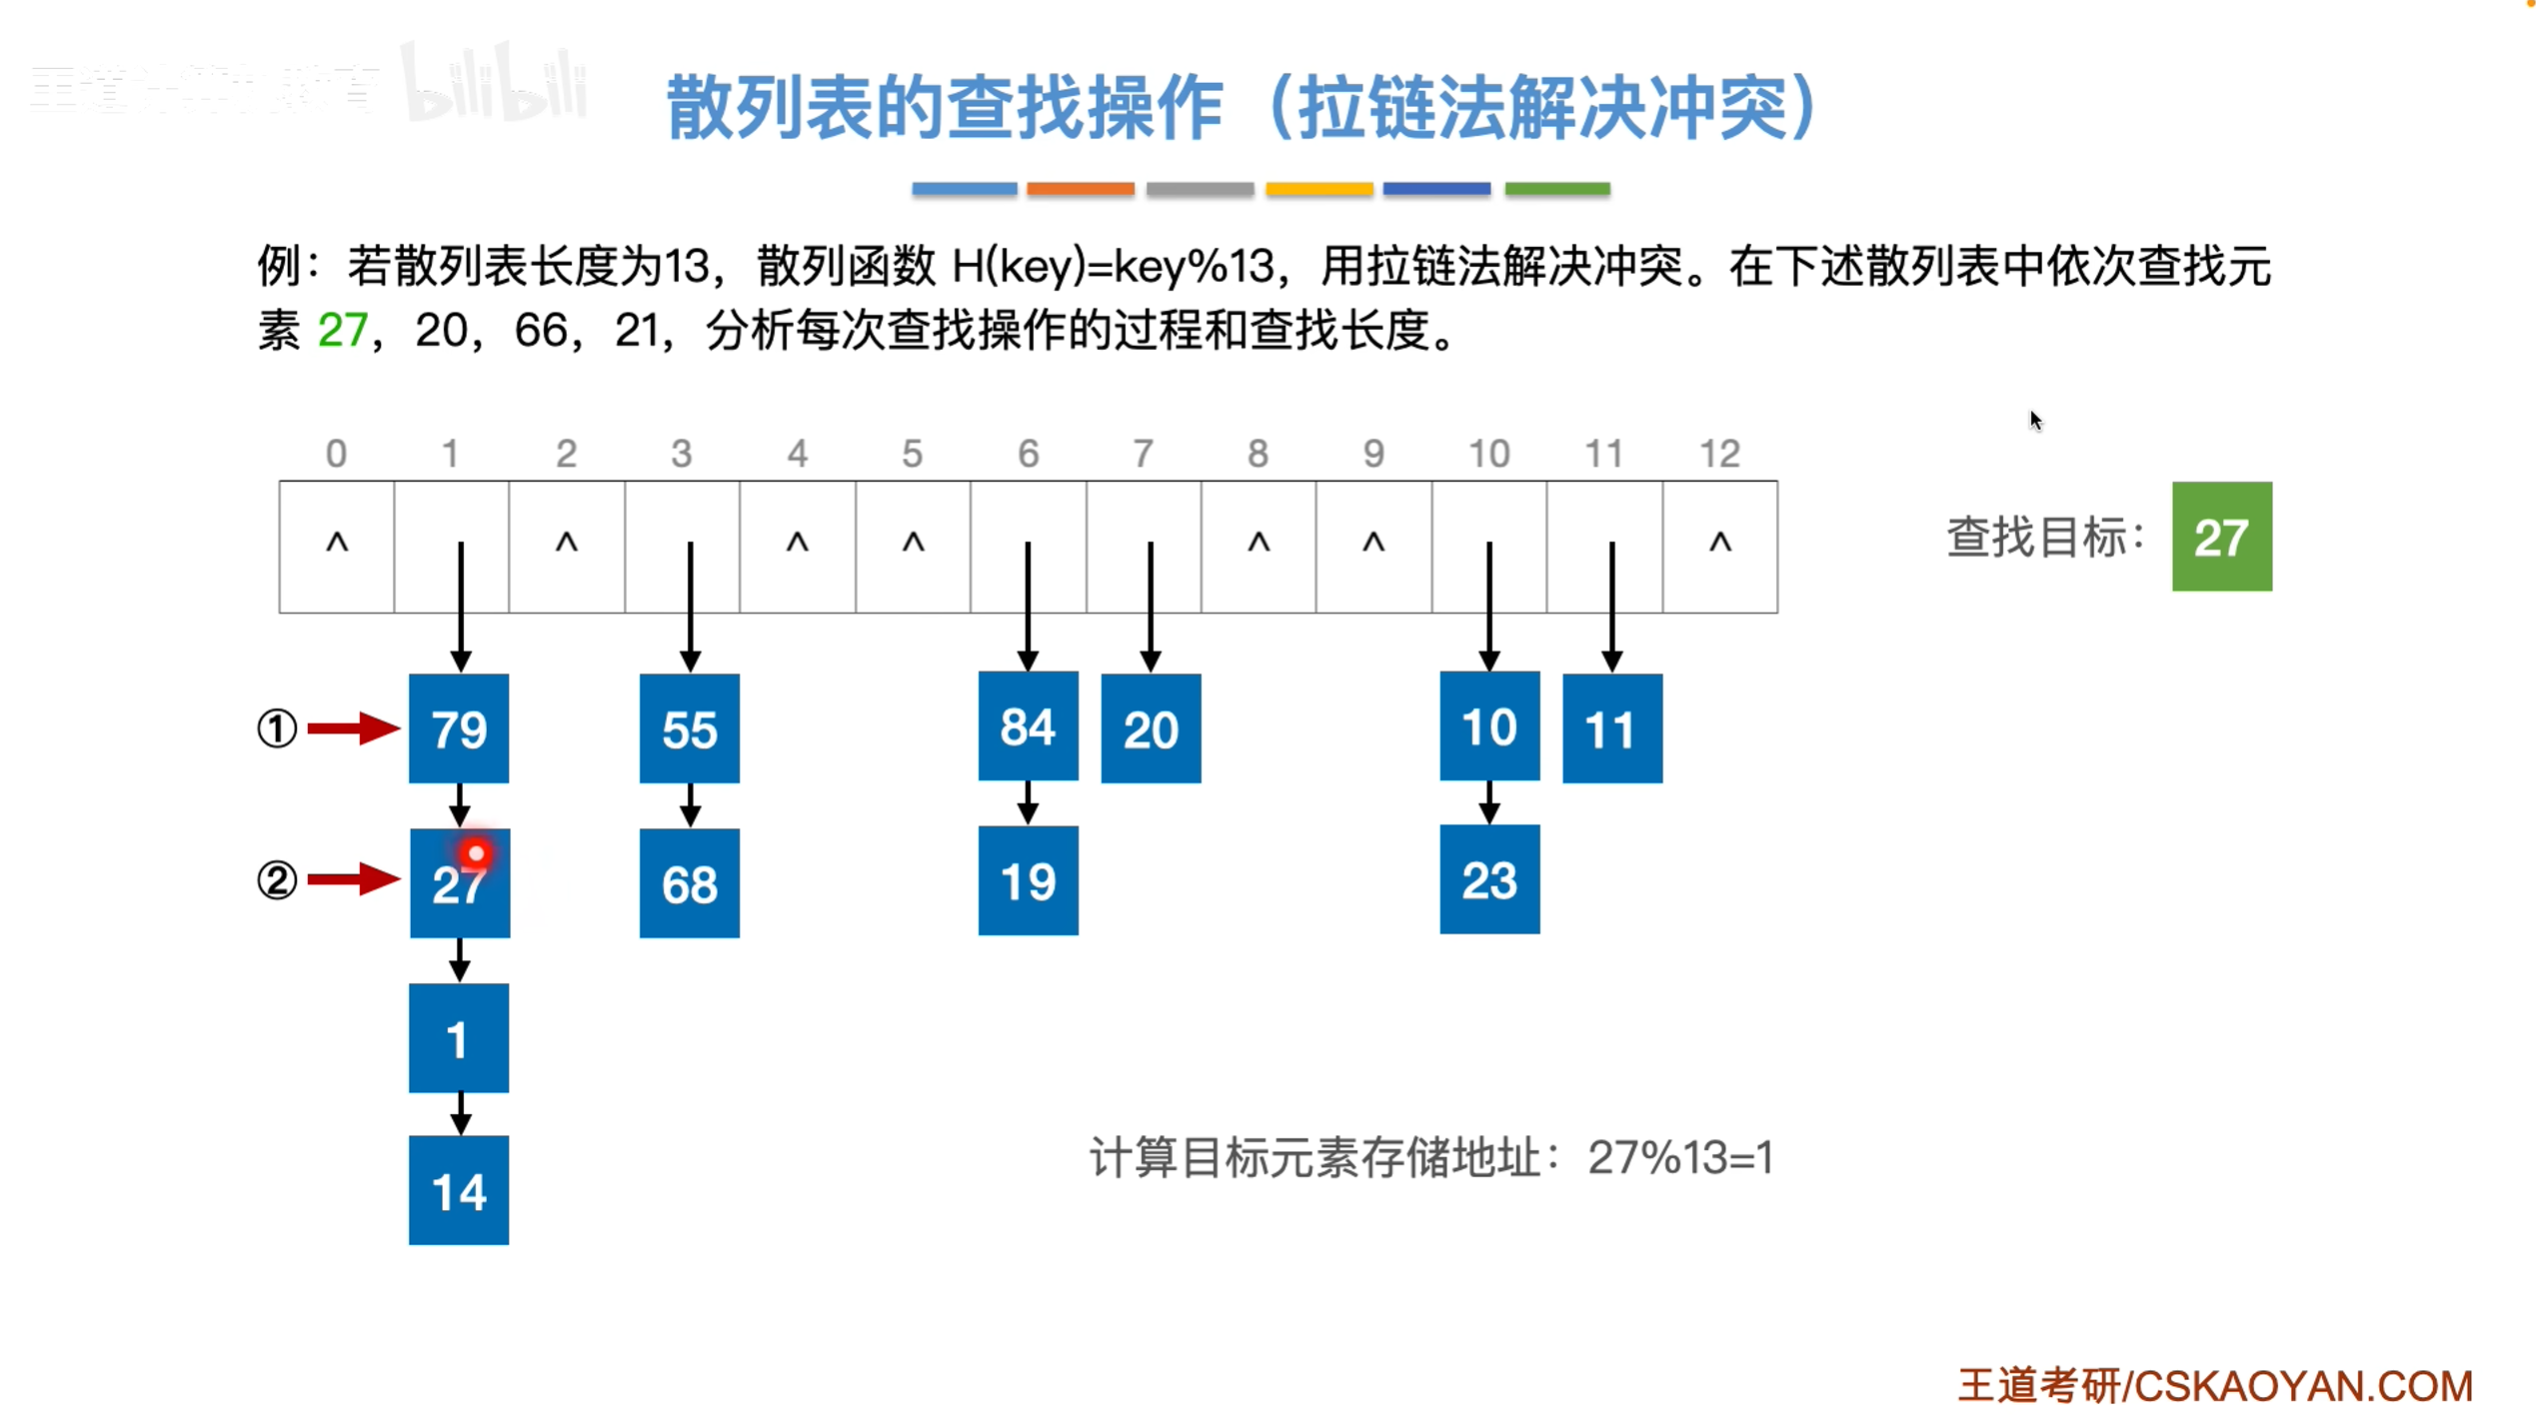 王道计算机教育 bilibili
散列表的查找操作（拉链法解决冲突）
例：若散列表长度为13，散列函数 H(key)=key%13，用拉链法解决冲突。在下述散列表中依次查找元
素 27，20，66，21，分析每次查找操作的过程和查找长度。
0 1 2 3 4 5 6 7 8 9 10 11 12
^ ^ ^ ^ ^ ^ ^
查找目标： 27
① 79 55 84 20 10 11
② 27 68 19 23
1
14
计算目标元素存储地址：27%13=1
王道考研/CSKAOYAN.COM